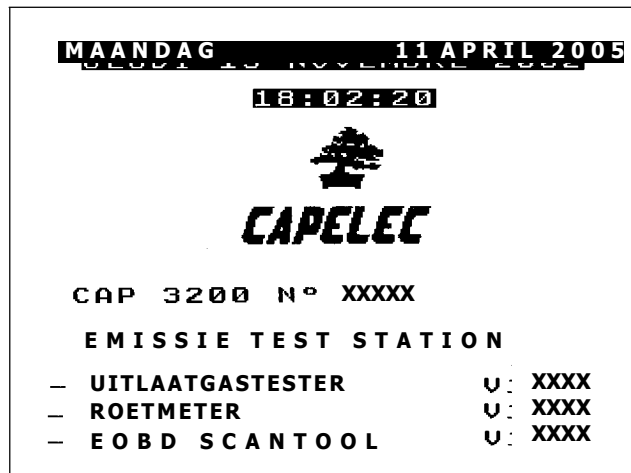 MAANDAG 11 APRIL 2005
18:02:20
CAPELEC
CAP 3200 Nº XXXXX
EMISSIE TEST STATION
– UITLAATGASTESTER V: XXXX
– ROETMETER V: XXXX
– EOBD SCANTOOL V: XXXX